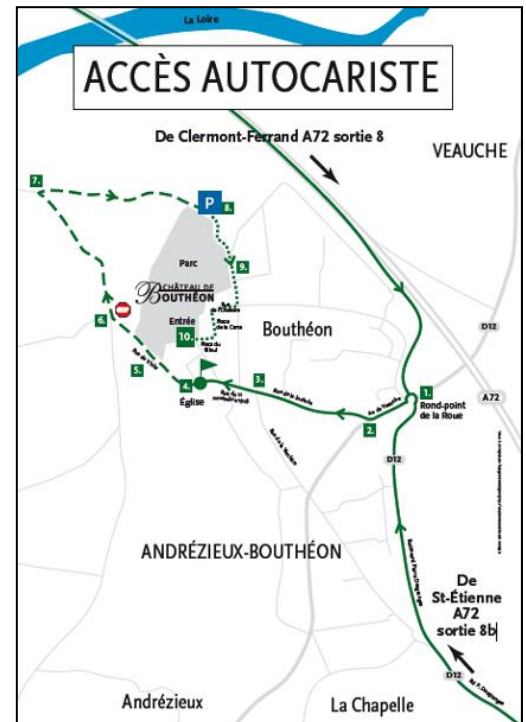 La Loire
ACCÈS AUTOCARISTE
De Clermont-Ferrand A72 sortie 8
VEAUCHE
7.
P
8.
9.
Parc
CHÂTEAU DE
BOUTHÉON
6.
Entrée
10.
Place du
Bouthéon
D12
5.
4.
3.
Église
2.
1.
A72
Rond-point
de la Roue
D12
ANDRÉZIEUX-BOUTHÉON
De
St-Étienne
A72
sortie 8b
D12
Andrézieux
La Chapelle